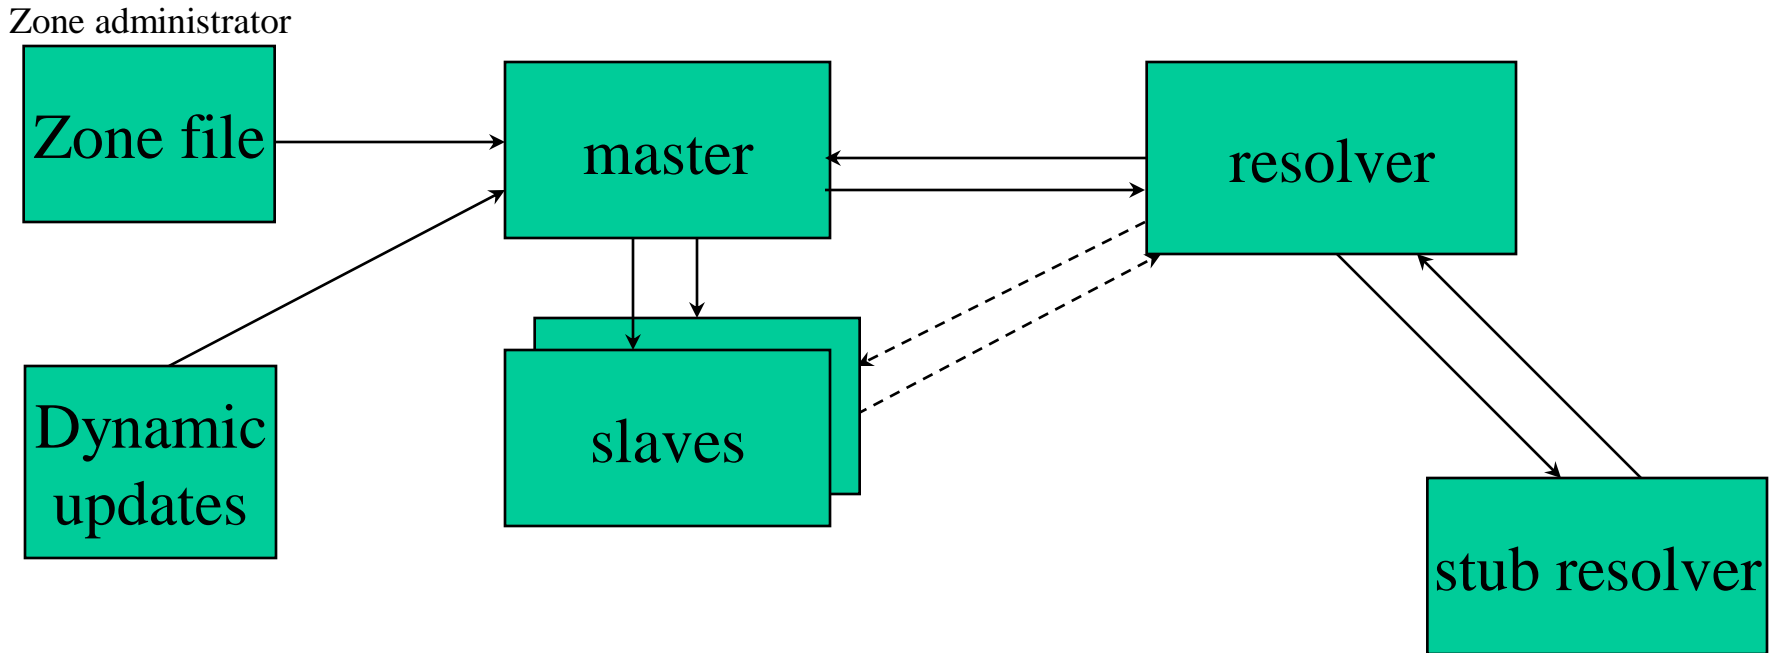 Zone administrator
Zone file
master
resolver
Dynamic
updates
slaves
stub resolver